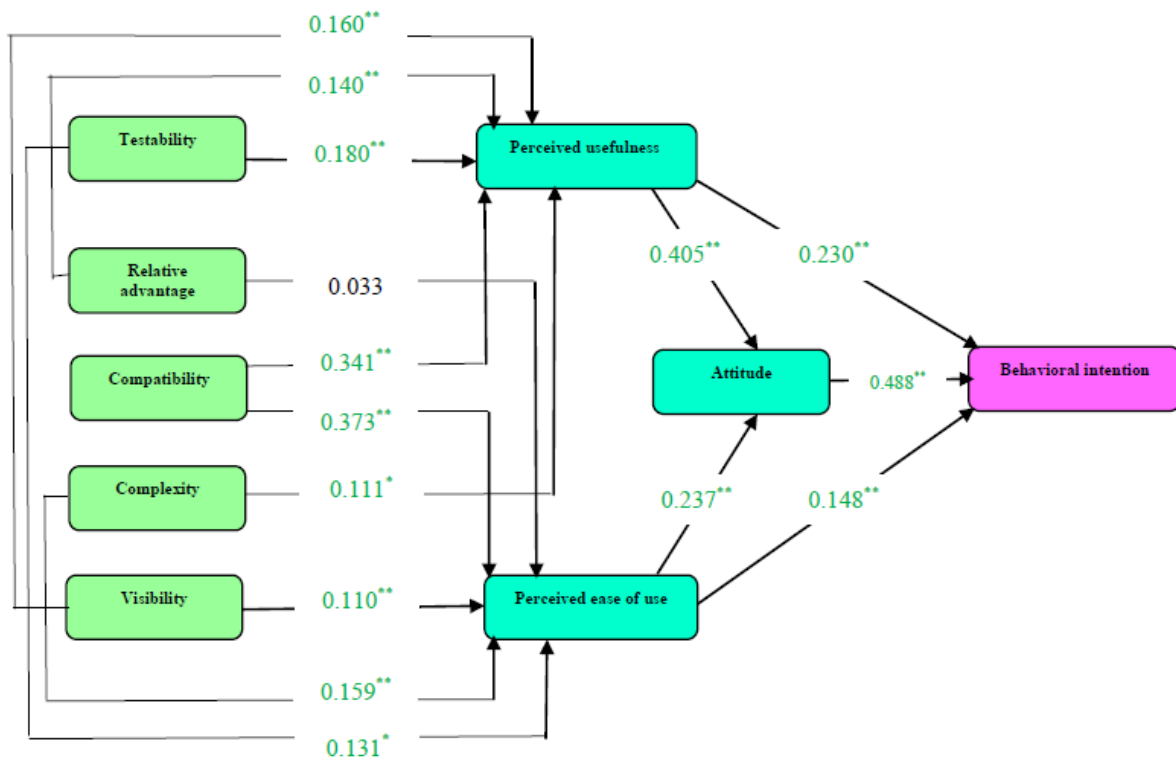 0.160**
0.140**
Testability
0.180**
Perceived usefulness
0.405**
0.230**
Relative
advantage
0.033
Compatibility
0.341**
0.373**
Attitude
0.488**
Behavioral intention
Complexity
0.111*
0.237**
0.148**
Visibility
0.110**
Perceived ease of use
0.159**
0.131*